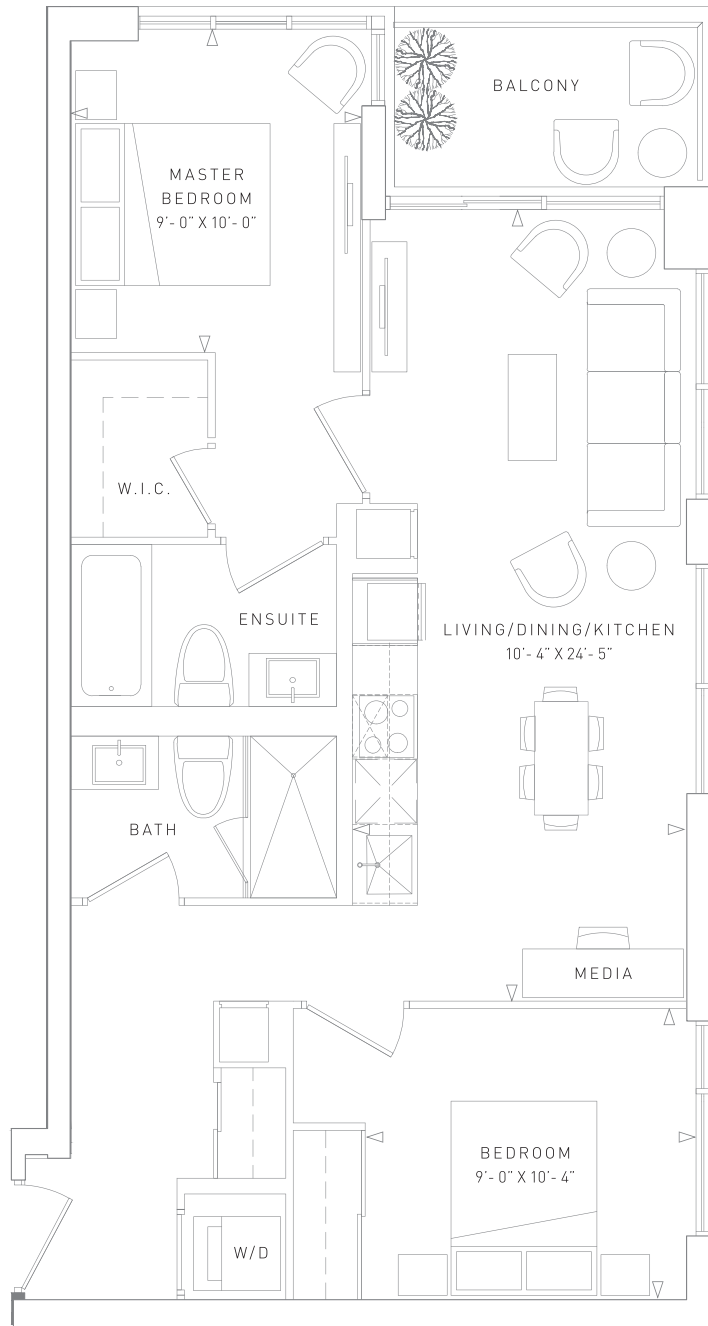 BALCONY
MASTER
BEDROOM
9'-0" X 10'-0"
W.I.C.
ENSUITE
LIVING/DINING/KITCHEN
10'-4" X 24'-5"
BATH
MEDIA
BEDROOM
9'-0" X 10'-4"
W/D